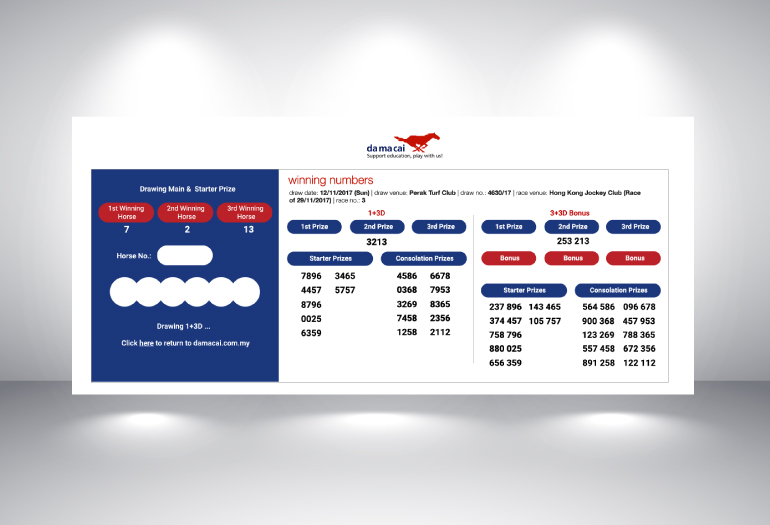 da ma cai
Support education, play with us!
Drawing Main & Starter Prize
1st Winning Horse
2nd Winning Horse
3rd Winning Horse
7 2 13
Horse No.:
Drawing 1+3D ...
Click here to return to damacai.com.my
winning numbers
draw date: 12/11/2017 (Sun) | draw venue: Perak Turf Club | draw no.: 4630/17 | race venue: Hong Kong Jockey Club (Race
of 29/11/2017) | race no.: 3
1+3D
1st Prize 2nd Prize 3rd Prize
3213
Starter Prizes Consolation Prizes
7896 3465 4586 6678
4457 5757 0368 7953
8796 3269 8365
0025 7458 2356
6359 1258 2112
3+3D Bonus
1st Prize 2nd Prize 3rd Prize
253 213
Bonus Bonus Bonus
Starter Prizes Consolation Prizes
237 896 143 465 564 586 096 678
374 457 105 757 900 368 457 953
758 796 123 269 788 365
880 025 557 458 672 356
656 359 891 258 122 112